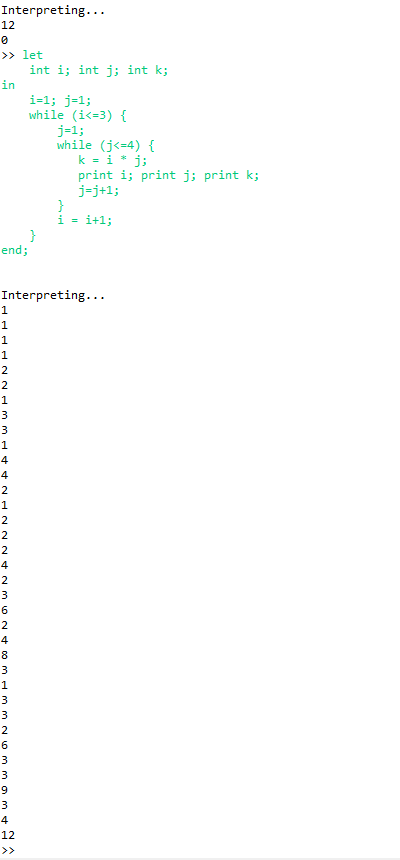 Interpreting...
12
0
>> let
    int i; int j; int k;
in
    i=1; j=1;
    while (i<=3) {
        j=1;
        while (j<=4) {
           k = i * j;
           print i; print j; print k;
           j=j+1;
        }
        i = i+1;
    }
end;
Interpreting...
1
1
1
1
2
2
1
3
3
1
4
4
2
1
2
2
2
4
2
3
6
2
4
8
3
1
3
3
2
6
3
3
9
3
4
12
>>